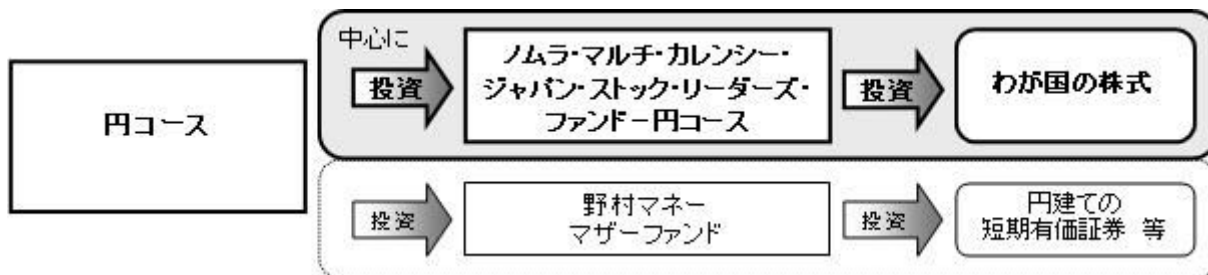 円コース
中心に
投資
ノムラ・マルチ・カレンシー・
ジャパン・ストック・リーダーズ・
ファンド－円コース
投資
わが国の株式
投資
野村マネー
マザーファンド
投資
円建ての
短期有価証券 等